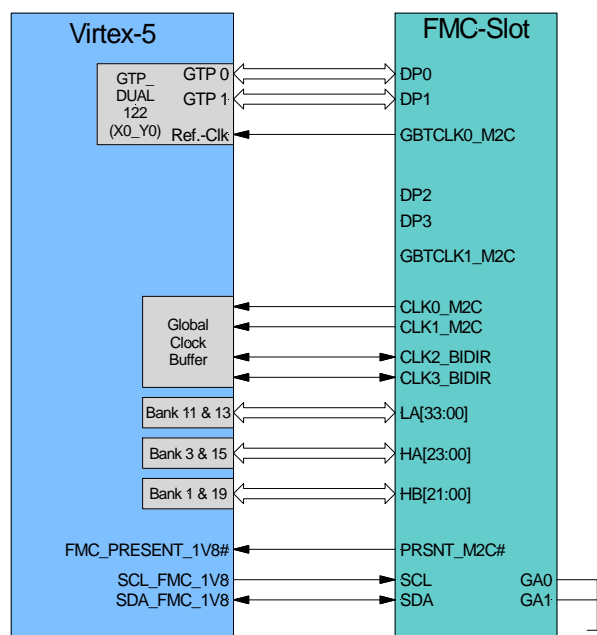 Virtex-5
FMC-Slot
GTP_
DUAL
122
(X0_Y0)
GTP 0
GTP 1
Ref.-Clk
DP0
DP1
GBTCLK0_M2C
DP2
DP3
GBTCLK1_M2C
Global
Clock
Buffer
CLK0_M2C
CLK1_M2C
CLK2_BIDIR
CLK3_BIDIR
Bank 11 & 13
LA[33:00]
Bank 3 & 15
HA[23:00]
Bank 1 & 19
HB[21:00]
FMC_PRESENT_1V8#
PRSNT_M2C#
SCL_FMC_1V8
SCL
GA0
SDA_FMC_1V8
SDA
GA1